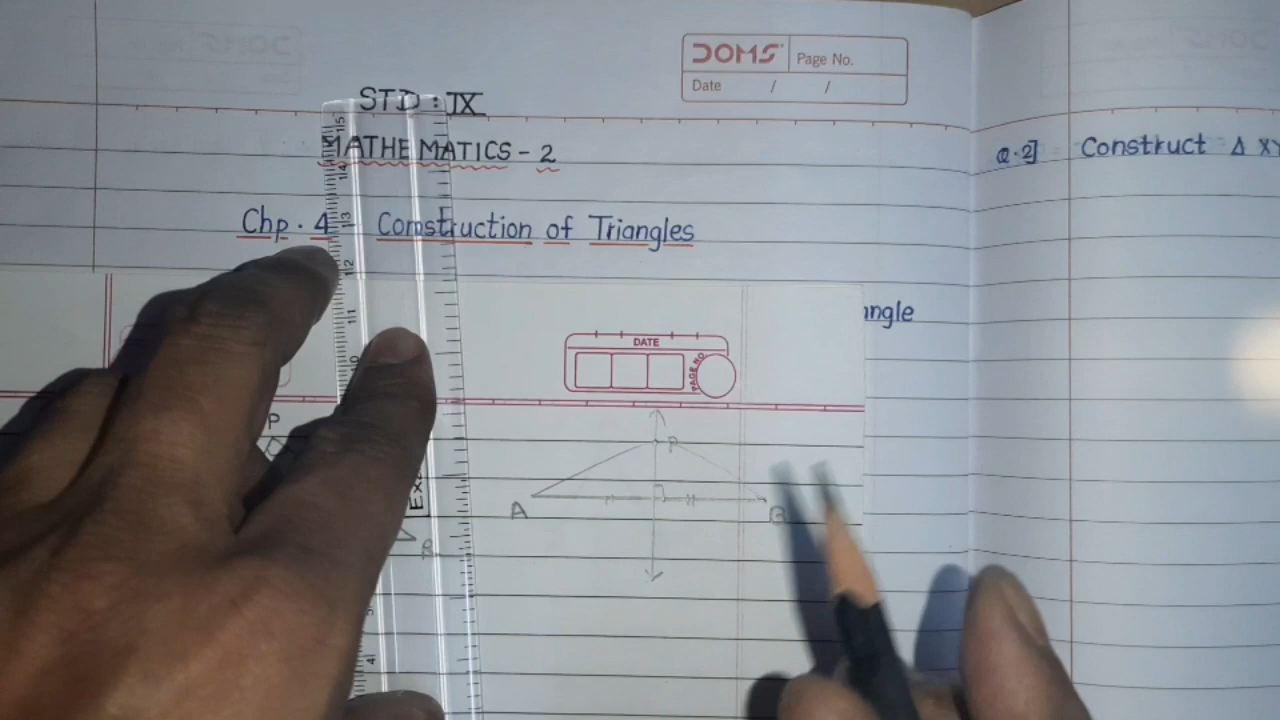 DOMS Page No.
Date / /
STD : IX
MATHEMATICS - 2
Chp. 4 Construction of Triangles
Q.2] Construct Δ XY
angle
DATE
PAGE NO
P
P
A
B